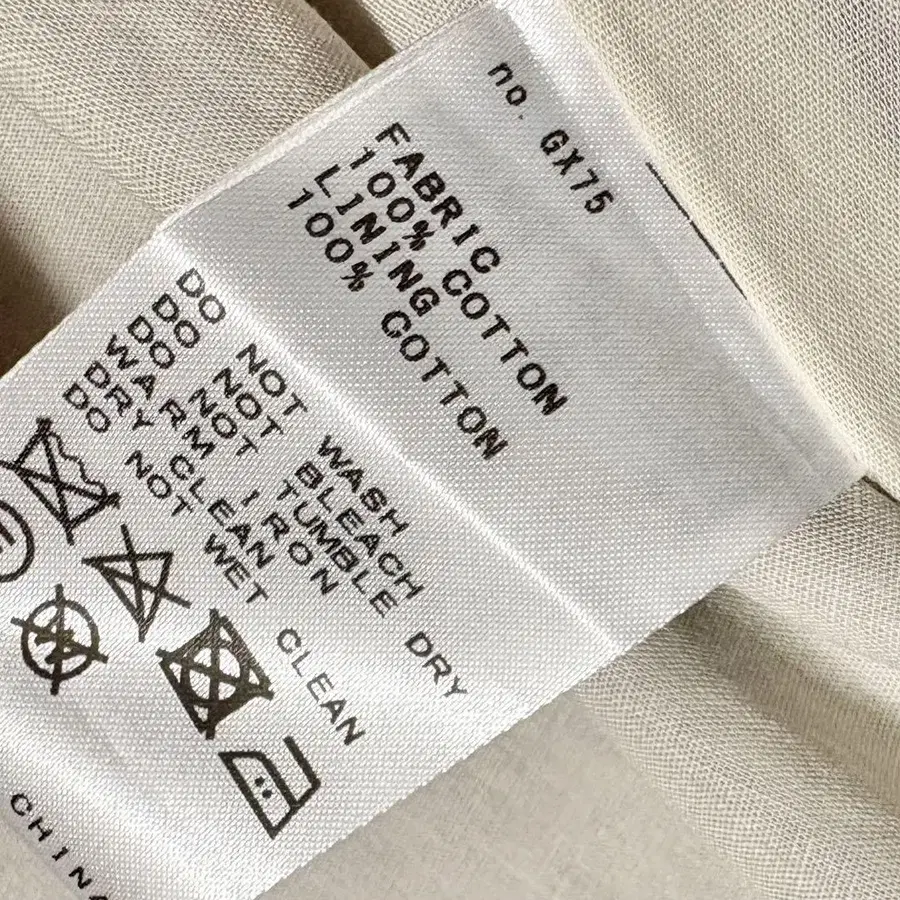 no. GX75
FABRIC
100% COTTON
LINING
100% COTTON
DO NOT WASH
DO NOT BLEACH
DO NOT TUMBLE DRY
WARM IRON
DRY CLEAN
DO NOT WET CLEAN
CHINA